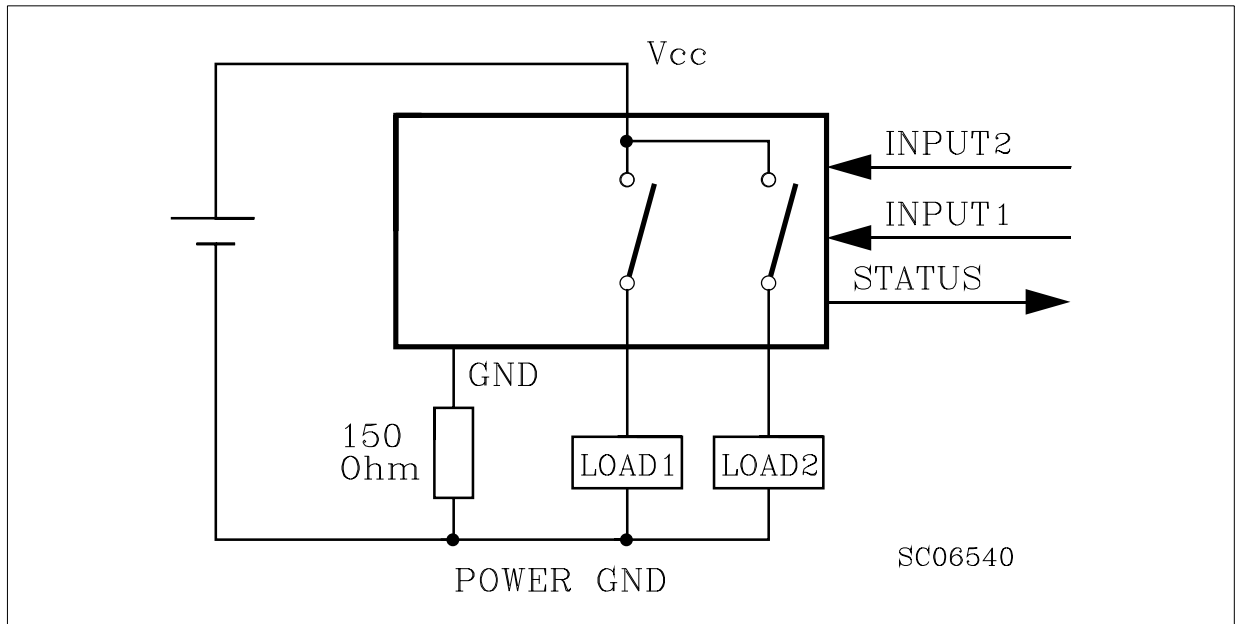 Vcc
INPUT2
INPUT1
STATUS
GND
150
Ohm
LOAD1
LOAD2
SC06540
POWER GND